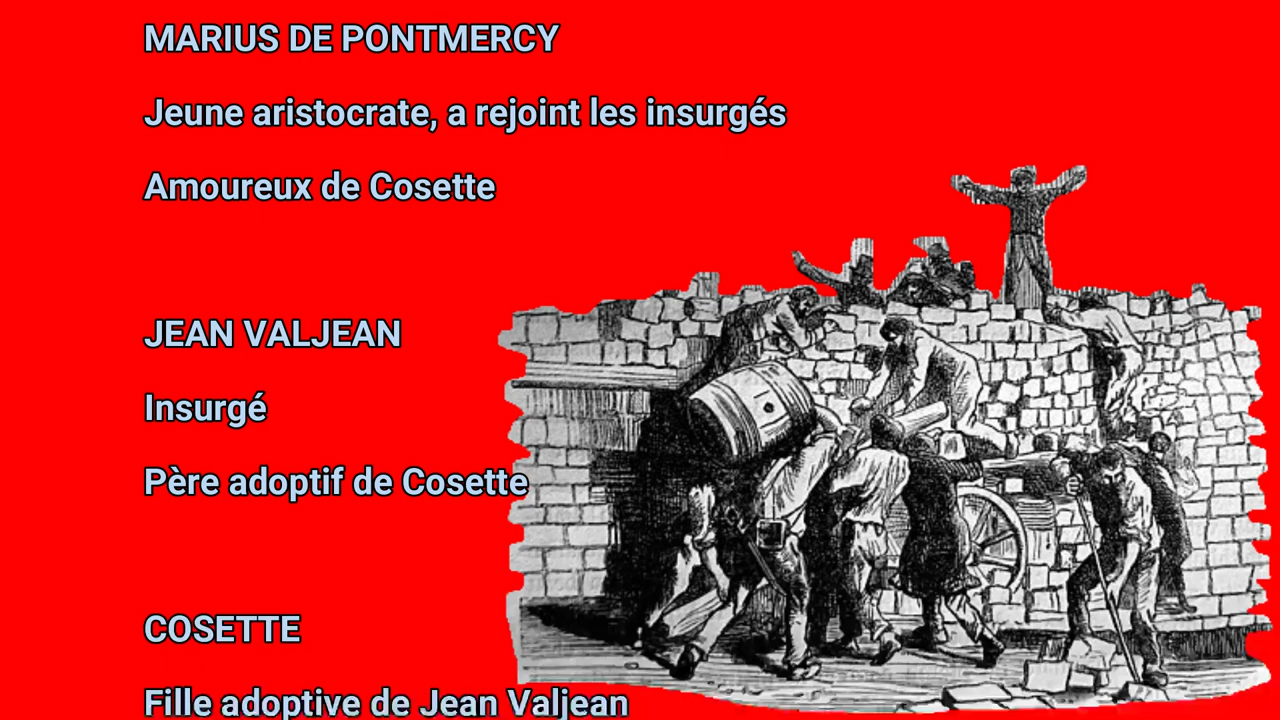 MARIUS DE PONTMERCY
Jeune aristocrate, a rejoint les insurgés
Amoureux de Cosette
JEAN VALJEAN
Insurgé
Père adoptif de Cosette
COSETTE
Fille adoptive de Jean Valjean